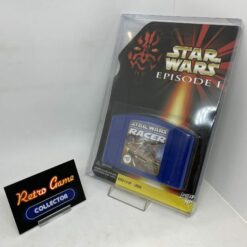 STAR
WARS
EPISODE I
STAR WARS
RACER
Retro Game
COLLECTOR